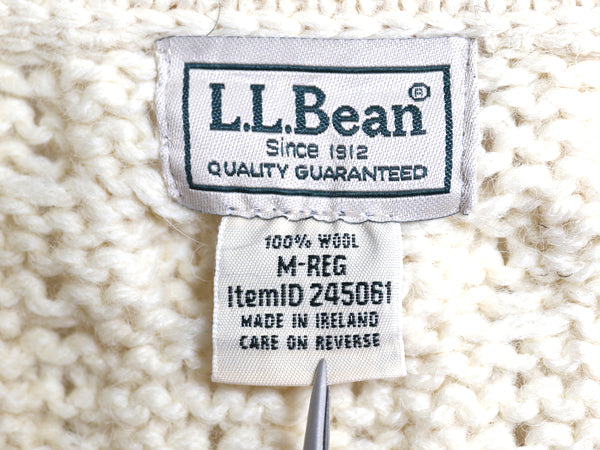 L.L.Bean®
Since 1912
QUALITY GUARANTEED
100% WOOL
M-REG
ItemID 245061
MADE IN IRELAND
CARE ON REVERSE